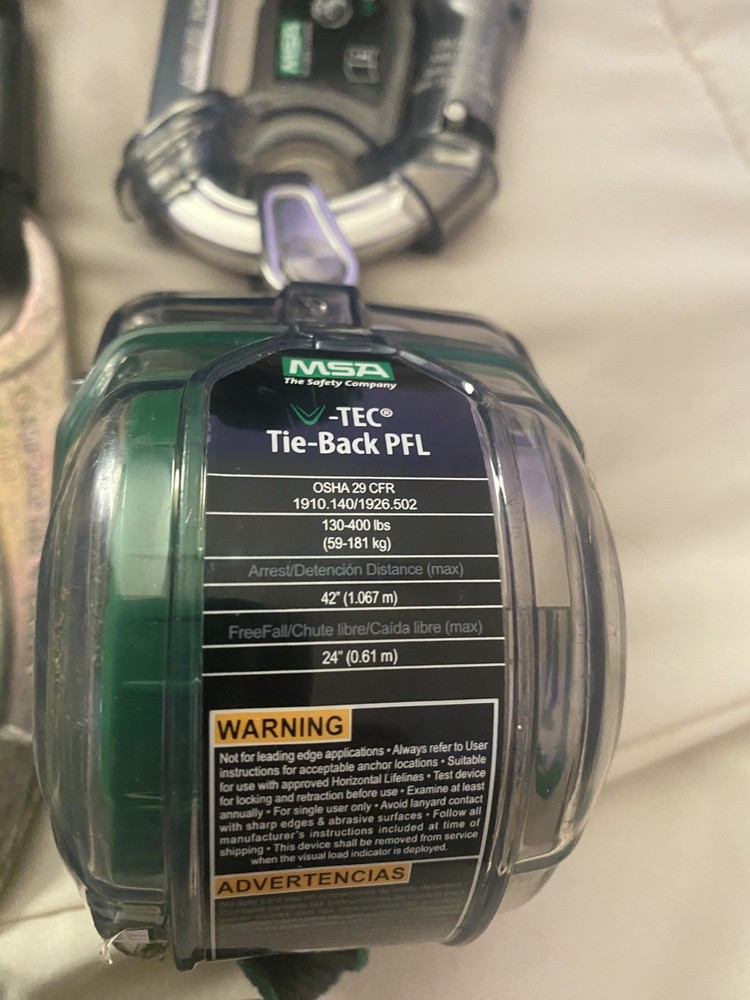 MSA
MSA
The Safety Company
V-TEC®
Tie-Back PFL
OSHA 29 CFR
1910.140/1926.502
130-400 lbs
(59-181 kg)
Arrest/Detención Distance (max)
42" (1.067 m)
FreeFall/Chute libre/Caída libre (max)
24" (0.61 m)
WARNING
Not for leading edge applications • Always refer to User
instructions for acceptable anchor locations • Suitable
for use with approved Horizontal Lifelines • Test device
for locking and retraction before use • Examine at least
annually • For single user only • Avoid lanyard contact
with sharp edges & abrasive surfaces • Follow all
manufacturer's instructions included at time of
shipping • This device shall be removed from service
when the visual load indicator is deployed.
ADVERTENCIAS